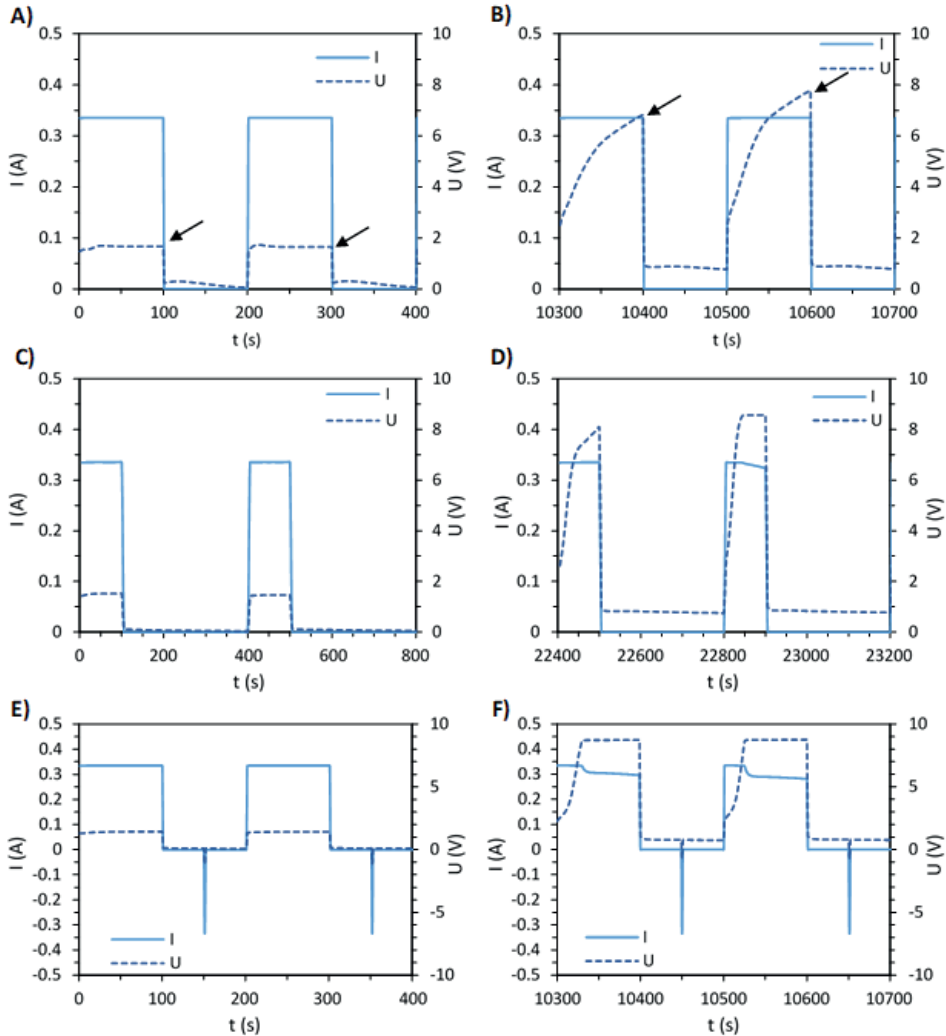 A)
0.5
0.4
0.3
0.2
0.1
0
I (A)
10
8
6
4
2
0
U (V)
I
U
0 100 200 300 400
t (s)
B)
0.5
0.4
0.3
0.2
0.1
0
I (A)
10
8
6
4
2
0
U (V)
I
U
10300 10400 10500 10600 10700
t (s)
C)
0.5
0.4
0.3
0.2
0.1
0
I (A)
10
8
6
4
2
0
U (V)
I
U
0 200 400 600 800
t (s)
D)
0.5
0.4
0.3
0.2
0.1
0
I (A)
10
8
6
4
2
0
U (V)
I
U
22400 22600 22800 23000 23200
t (s)
E)
0.5
0.4
0.3
0.2
0.1
0
-0.1
-0.2
-0.3
-0.4
-0.5
I (A)
10
5
0
-5
-10
U (V)
I
U
0 100 200 300 400
t (s)
F)
0.5
0.4
0.3
0.2
0.1
0
-0.1
-0.2
-0.3
-0.4
-0.5
I (A)
10
5
0
-5
-10
U (V)
I
U
10300 10400 10500 10600 10700
t (s)